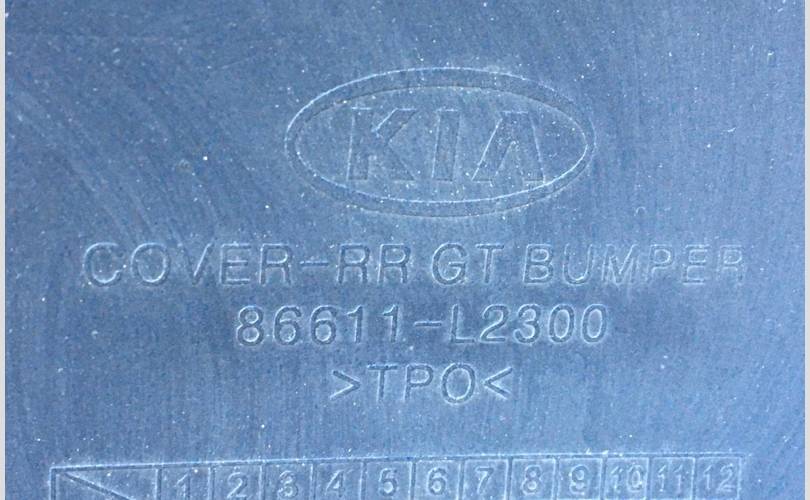 KIA
COVER-RR GT BUMPER
86611-L2300
>TPO<
1 2 3 4 5 6 7 8 9 10 11 12